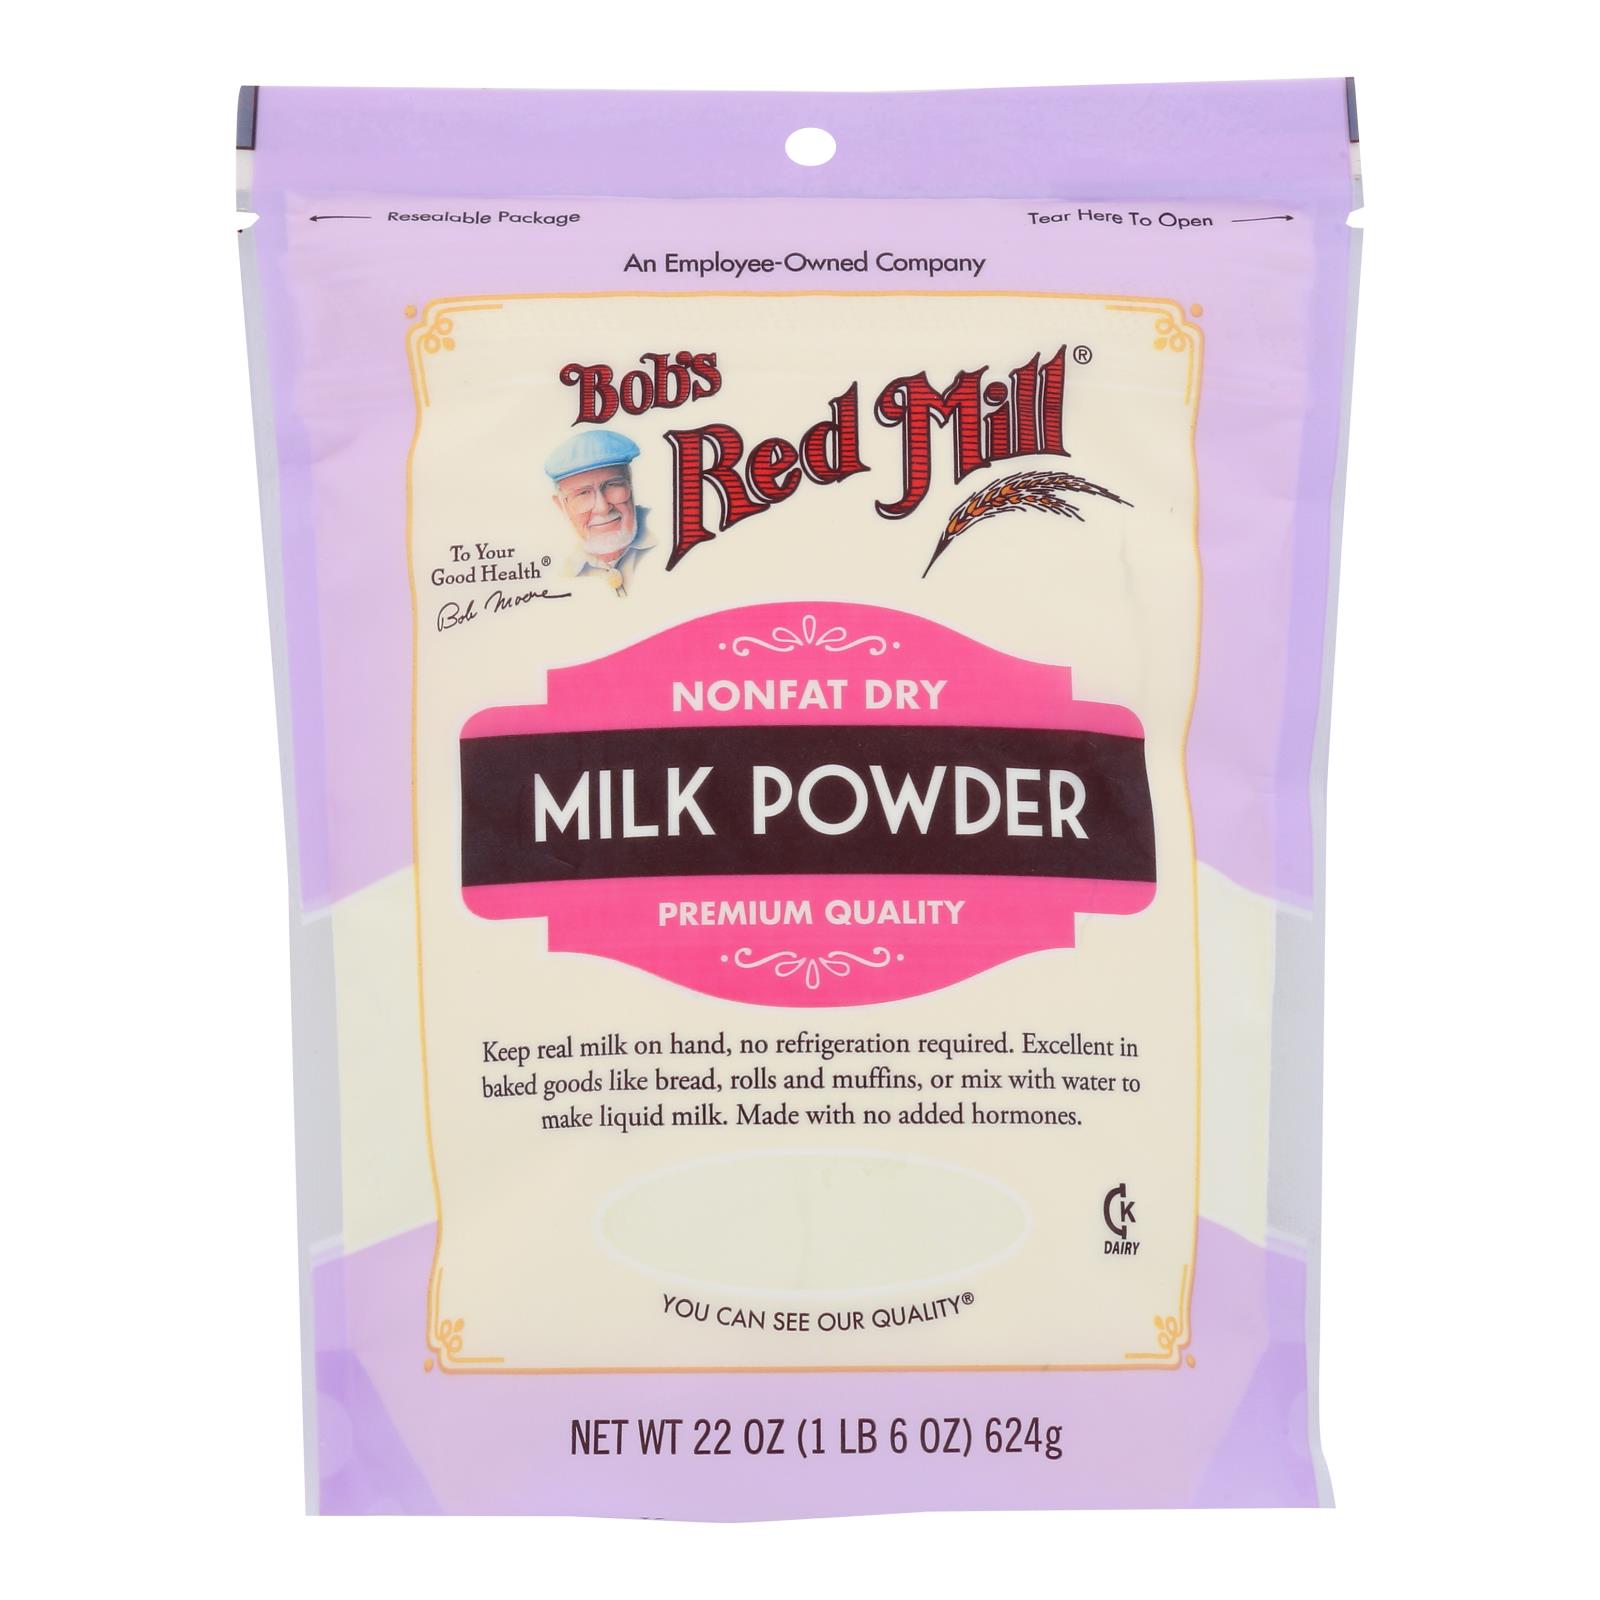 Resealable Package
Tear Here To Open
An Employee-Owned Company
Bob's
Red Mill®
To Your
Good Health®
Bob Moore
NONFAT DRY
MILK POWDER
PREMIUM QUALITY
Keep real milk on hand, no refrigeration required. Excellent in
baked goods like bread, rolls and muffins, or mix with water to
make liquid milk. Made with no added hormones.
K
DAIRY
YOU CAN SEE OUR QUALITY®
NET WT 22 OZ (1 LB 6 OZ) 624g